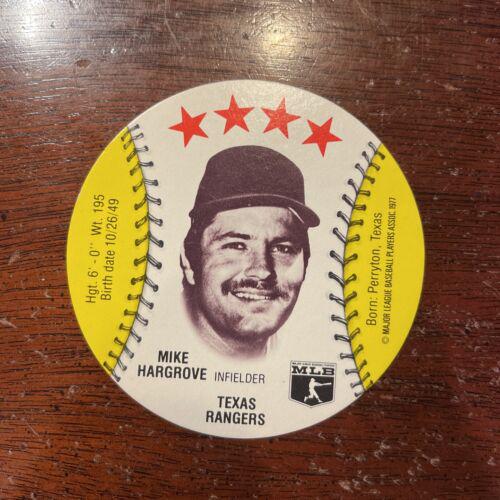 Hgt. 6' - 0" Wt. 195
Birth date 10/26/49
MIKE
HARGROVE INFIELDER
TEXAS
RANGERS
MLB
Born: Perryton, Texas
© MAJOR LEAGUE BASEBALL PLAYERS ASSOC. 1977